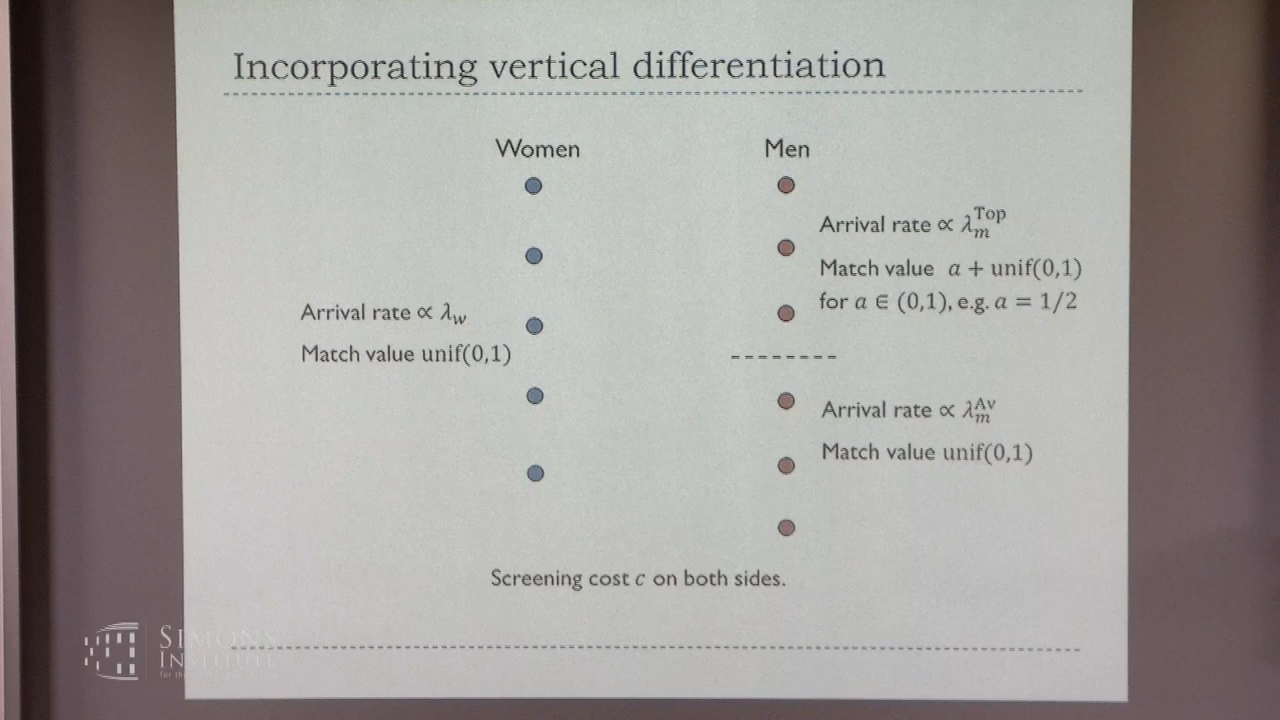 Incorporating vertical differentiation
Women
Men
Arrival rate ∝ λ_m^Top
Match value a + unif(0,1)
for a ∈ (0,1), e.g. a = 1/2
Arrival rate ∝ λ_w
Match value unif(0,1)
Arrival rate ∝ λ_m^Av
Match value unif(0,1)
Screening cost c on both sides.
SIMONS
INSTITUTE
for the